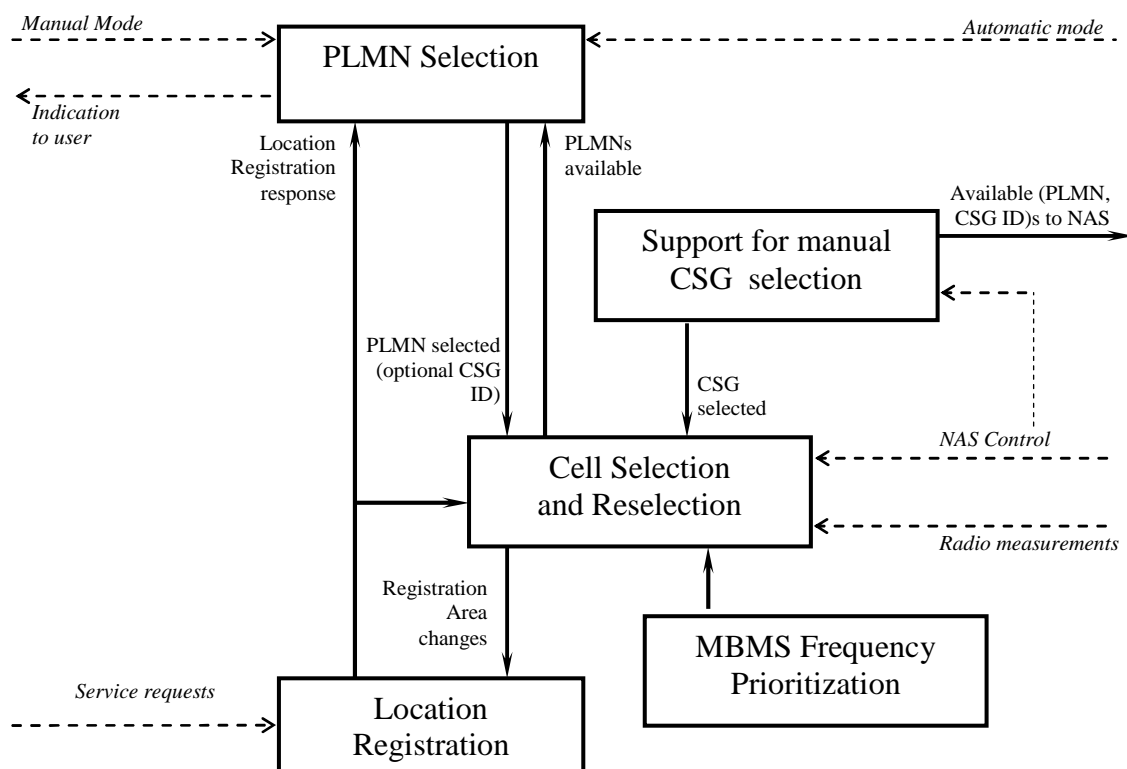 Manual Mode
PLMN Selection
Automatic mode
Indication
to user
Location
Registration
response
PLMNs
available
Available (PLMN,
CSG ID)s to NAS
Support for manual
CSG selection
PLMN selected
(optional CSG
ID)
CSG
selected
Cell Selection
and Reselection
NAS Control
Radio measurements
Registration
Area
changes
MBMS Frequency
Prioritization
Service requests
Location
Registration